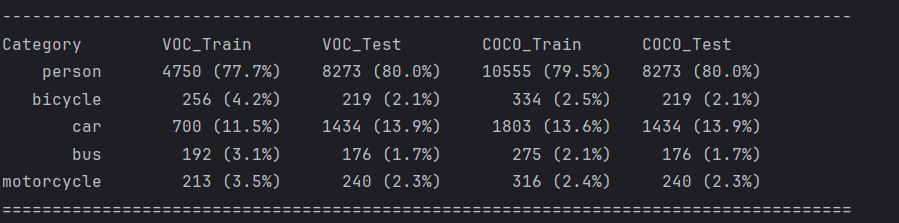 -------------------------------------------------------------------------------------
Category        VOC_Train       VOC_Test        COCO_Train      COCO_Test
    person      4750 (77.7%)    8273 (80.0%)    10555 (79.5%)   8273 (80.0%)
   bicycle        256 (4.2%)      219 (2.1%)       334 (2.5%)     219 (2.1%)
       car       700 (11.5%)    1434 (13.9%)     1803 (13.6%)   1434 (13.9%)
       bus        192 (3.1%)      176 (1.7%)       275 (2.1%)     176 (1.7%)
motorcycle        213 (3.5%)      240 (2.3%)       316 (2.4%)     240 (2.3%)
=====================================================================================